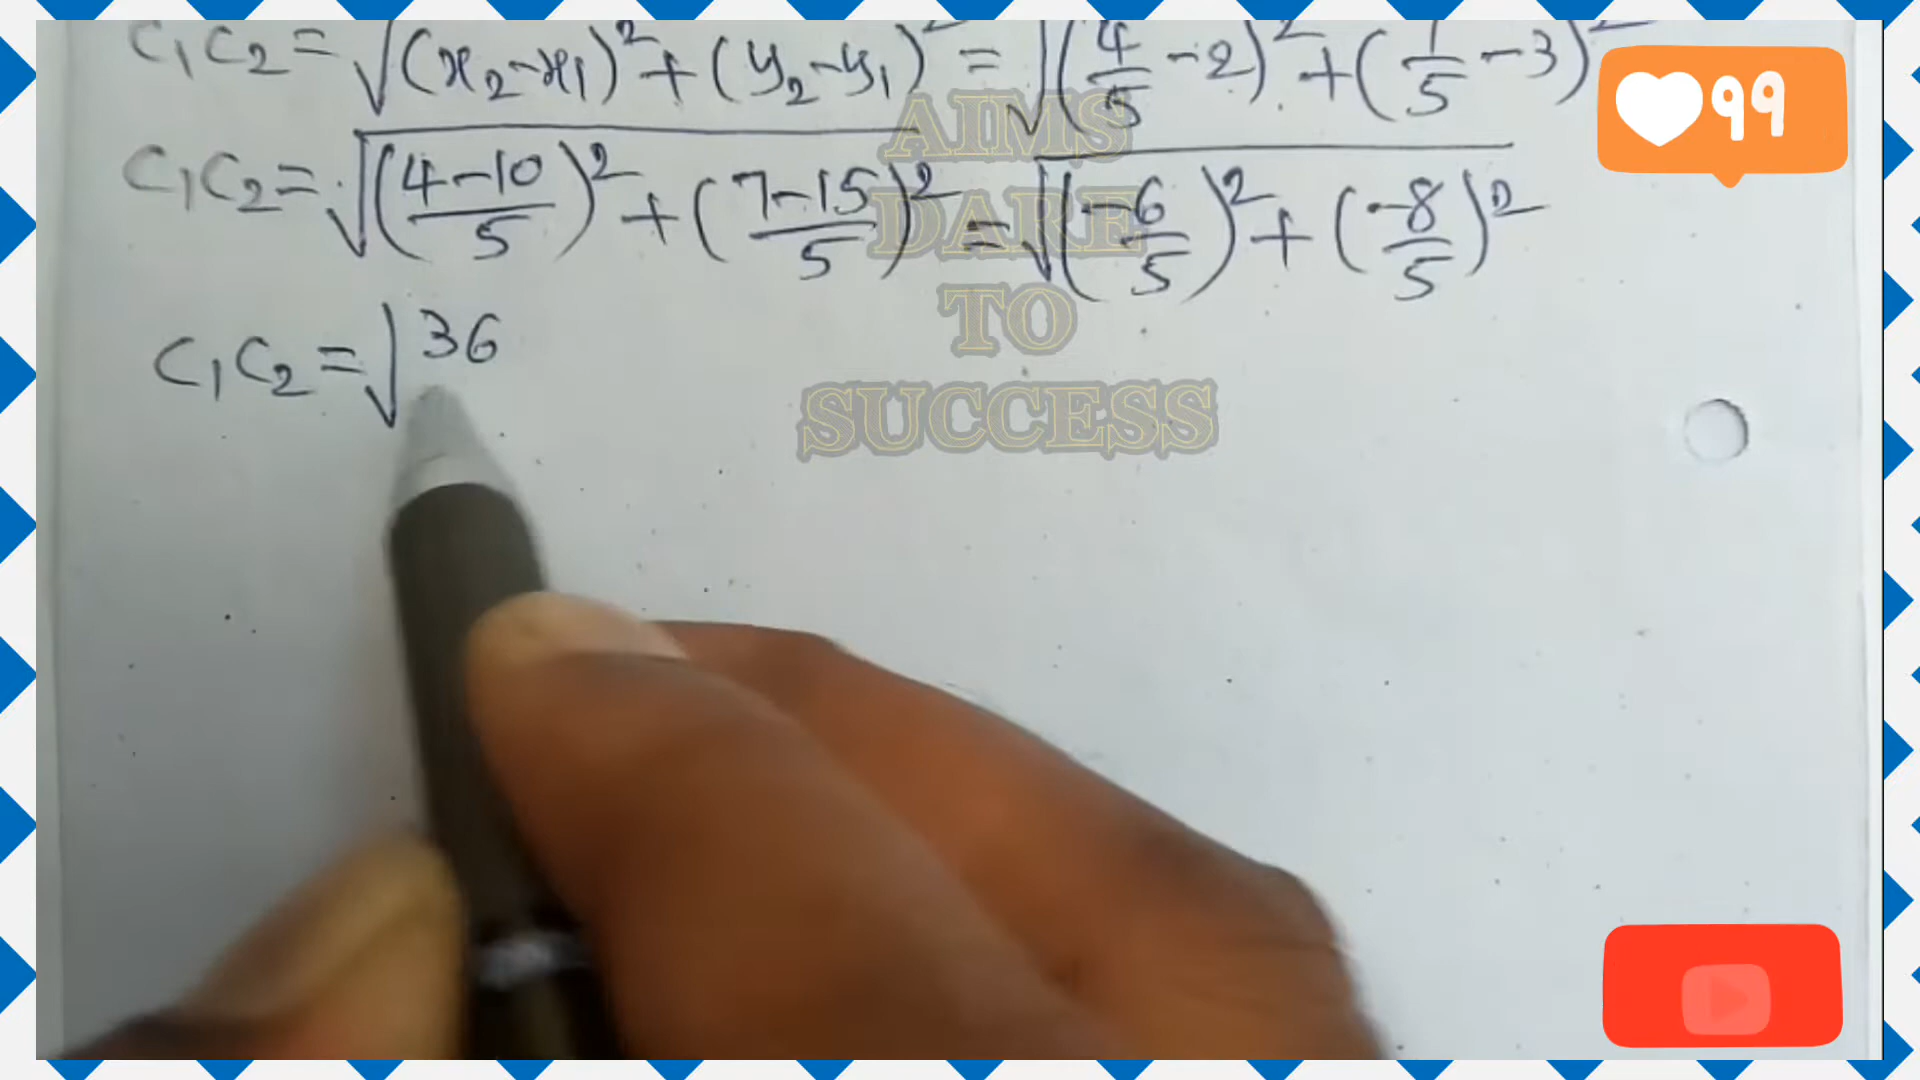 C₁C₂ = √(x₂-x₁)² + (y₂-y₁)² = √(4/5 - 2)² + (/5 - 3)²
99
C₁C₂ = √((4-10)/5)² + ((7-15)/5)² = √(-6/5)² + (-8/5)²
C₁C₂ = √36
AIMS
DARE
TO
SUCCESS